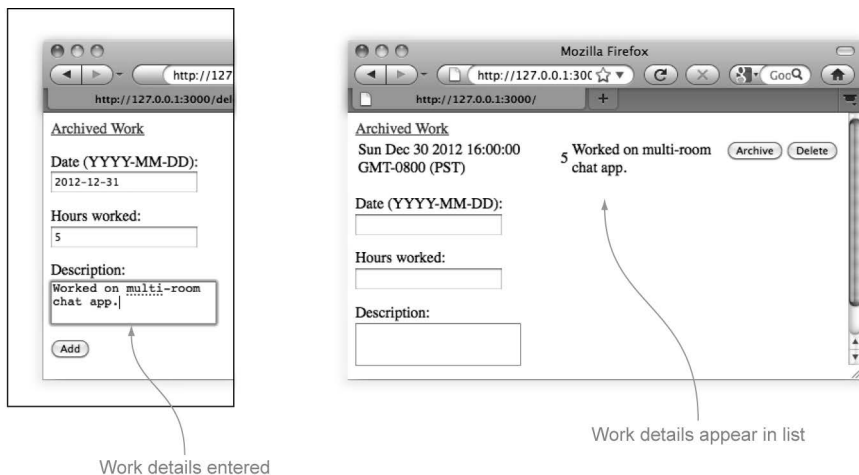 http://127
http://127.0.0.1:3000/del
Archived Work
Date (YYYY-MM-DD):
2012-12-31
Hours worked:
5
Description:
Worked on multi-room
chat app.
Add
Work details entered
Mozilla Firefox
http://127.0.0.1:300
Goo
http://127.0.0.1:3000/
Archived Work
Sun Dec 30 2012 16:00:00
GMT-0800 (PST)
5 Worked on multi-room
chat app.
Archive Delete
Date (YYYY-MM-DD):
Hours worked:
Description:
Work details appear in list